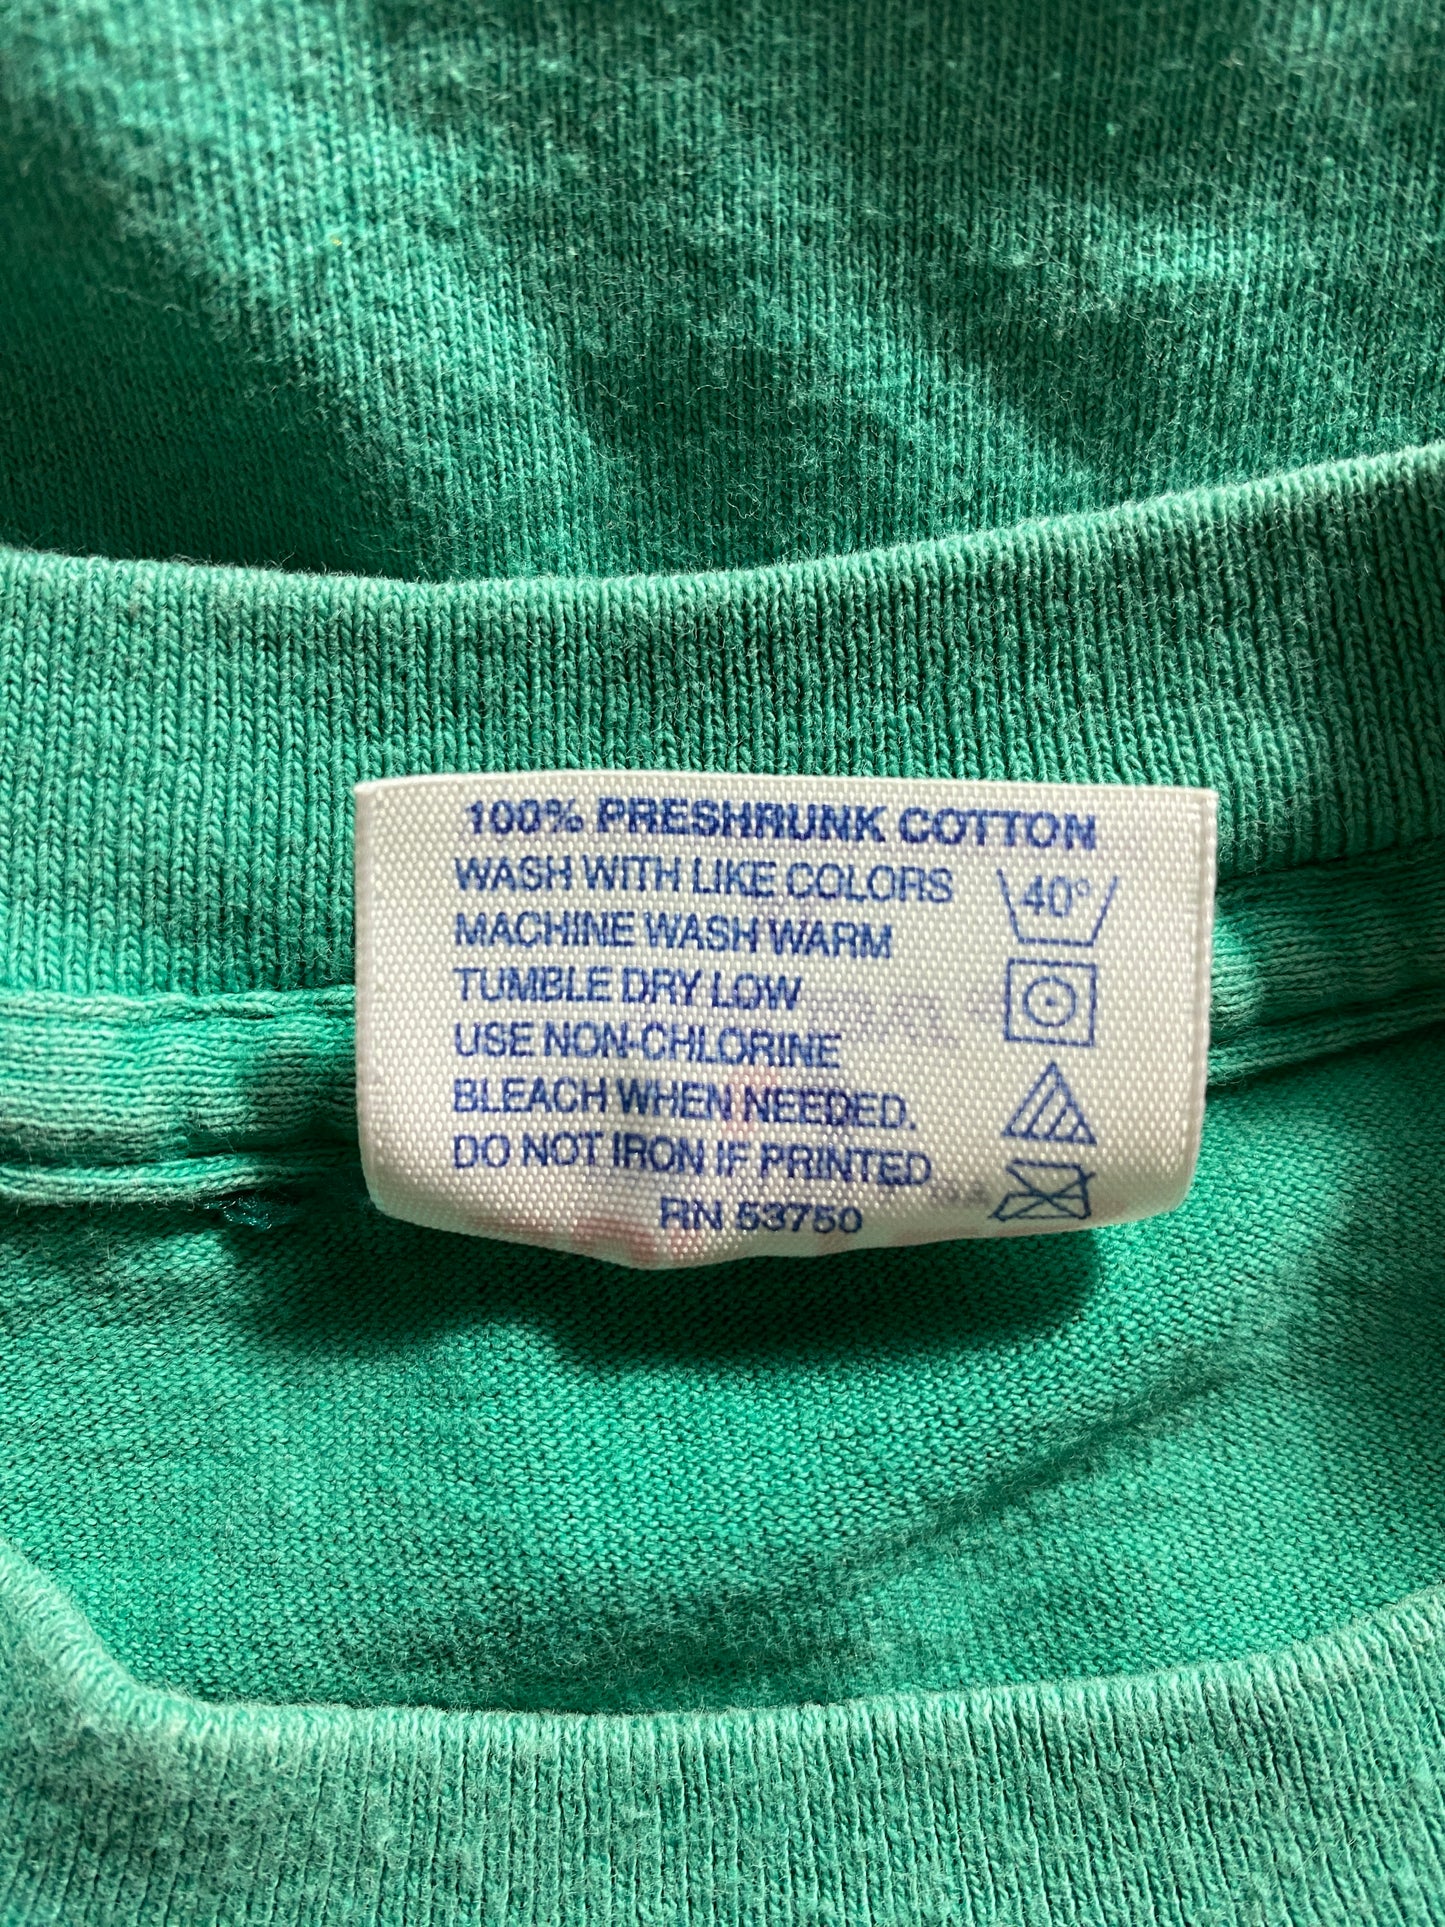 100% PRESHRUNK COTTON
WASH WITH LIKE COLORS
MACHINE WASH WARM
TUMBLE DRY LOW
USE NON-CHLORINE
BLEACH WHEN NEEDED.
DO NOT IRON IF PRINTED
RN 53750
40°